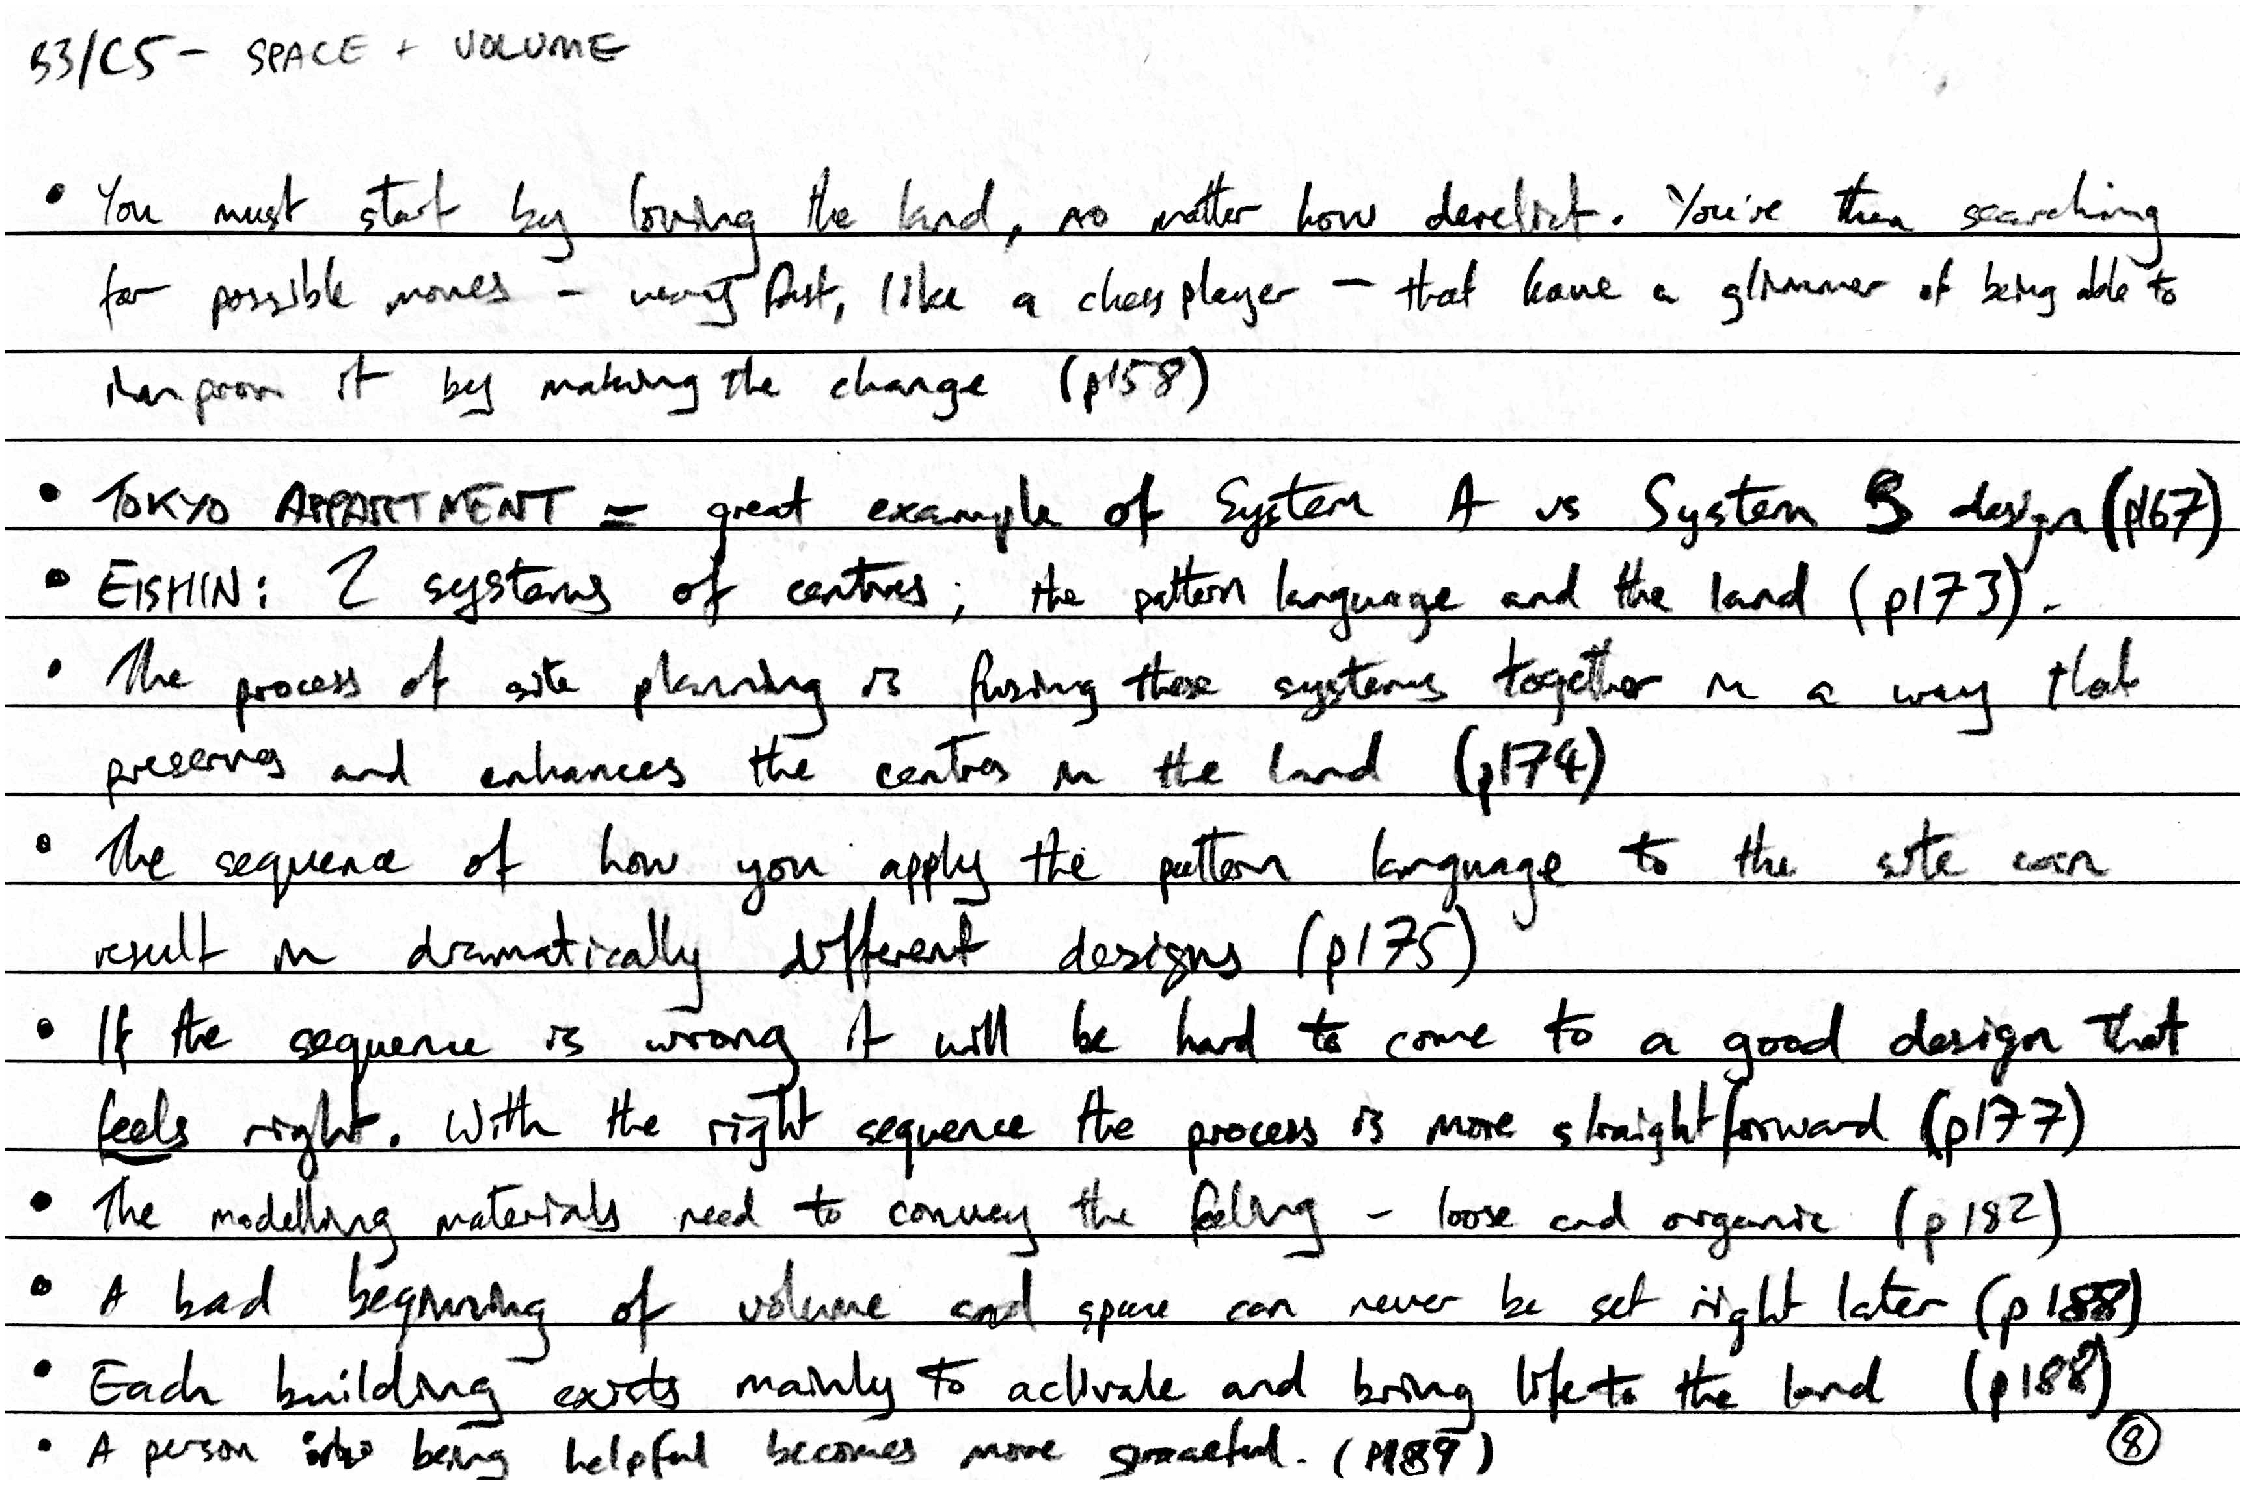 B3/C5 - SPACE + VOLUME
• You must start by loving the land, no matter how derelict. You're then searching
for possible moves - very fast, like a chess player - that have a glimmer of being able to
improve it by making the change (p158)
• TOKYO APPARTMENT = great example of System A vs System B design (p167)
• EISHIN: 2 systems of centres; the pattern language and the land (p173).
• The process of site planning is fusing these systems together in a way that
preserves and enhances the centres in the land (p174)
• The sequence of how you apply the pattern language to the site can
result in dramatically different designs (p175)
• If the sequence is wrong it will be hard to come to a good design that
feels right. With the right sequence the process is more straightforward (p177)
• The modelling materials need to convey the feeling - loose and organic (p182)
• A bad beginning of volume and space can never be set right later (p188)
• Each building exists mainly to activate and bring life to the land (p188)
• A person being helpful becomes more graceful. (p189)
⑧